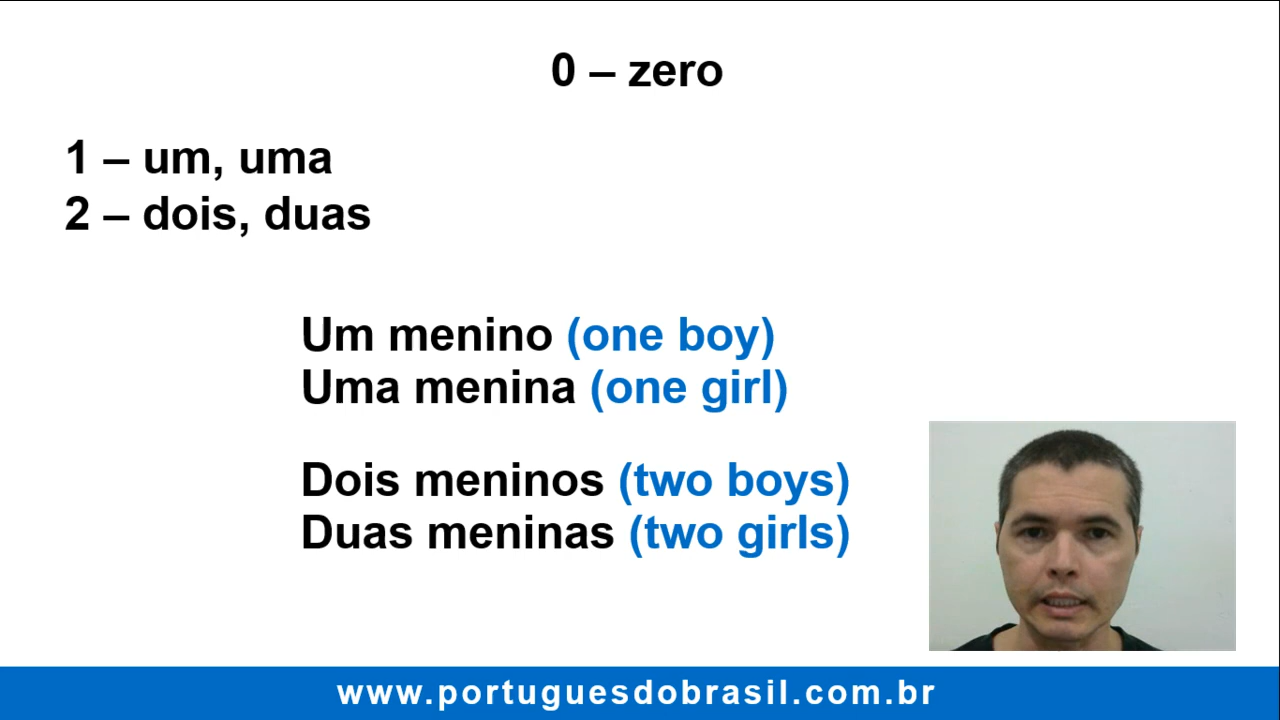 0 – zero
1 – um, uma
2 – dois, duas
Um menino (one boy)
Uma menina (one girl)
Dois meninos (two boys)
Duas meninas (two girls)
www.portuguesdobrasil.com.br